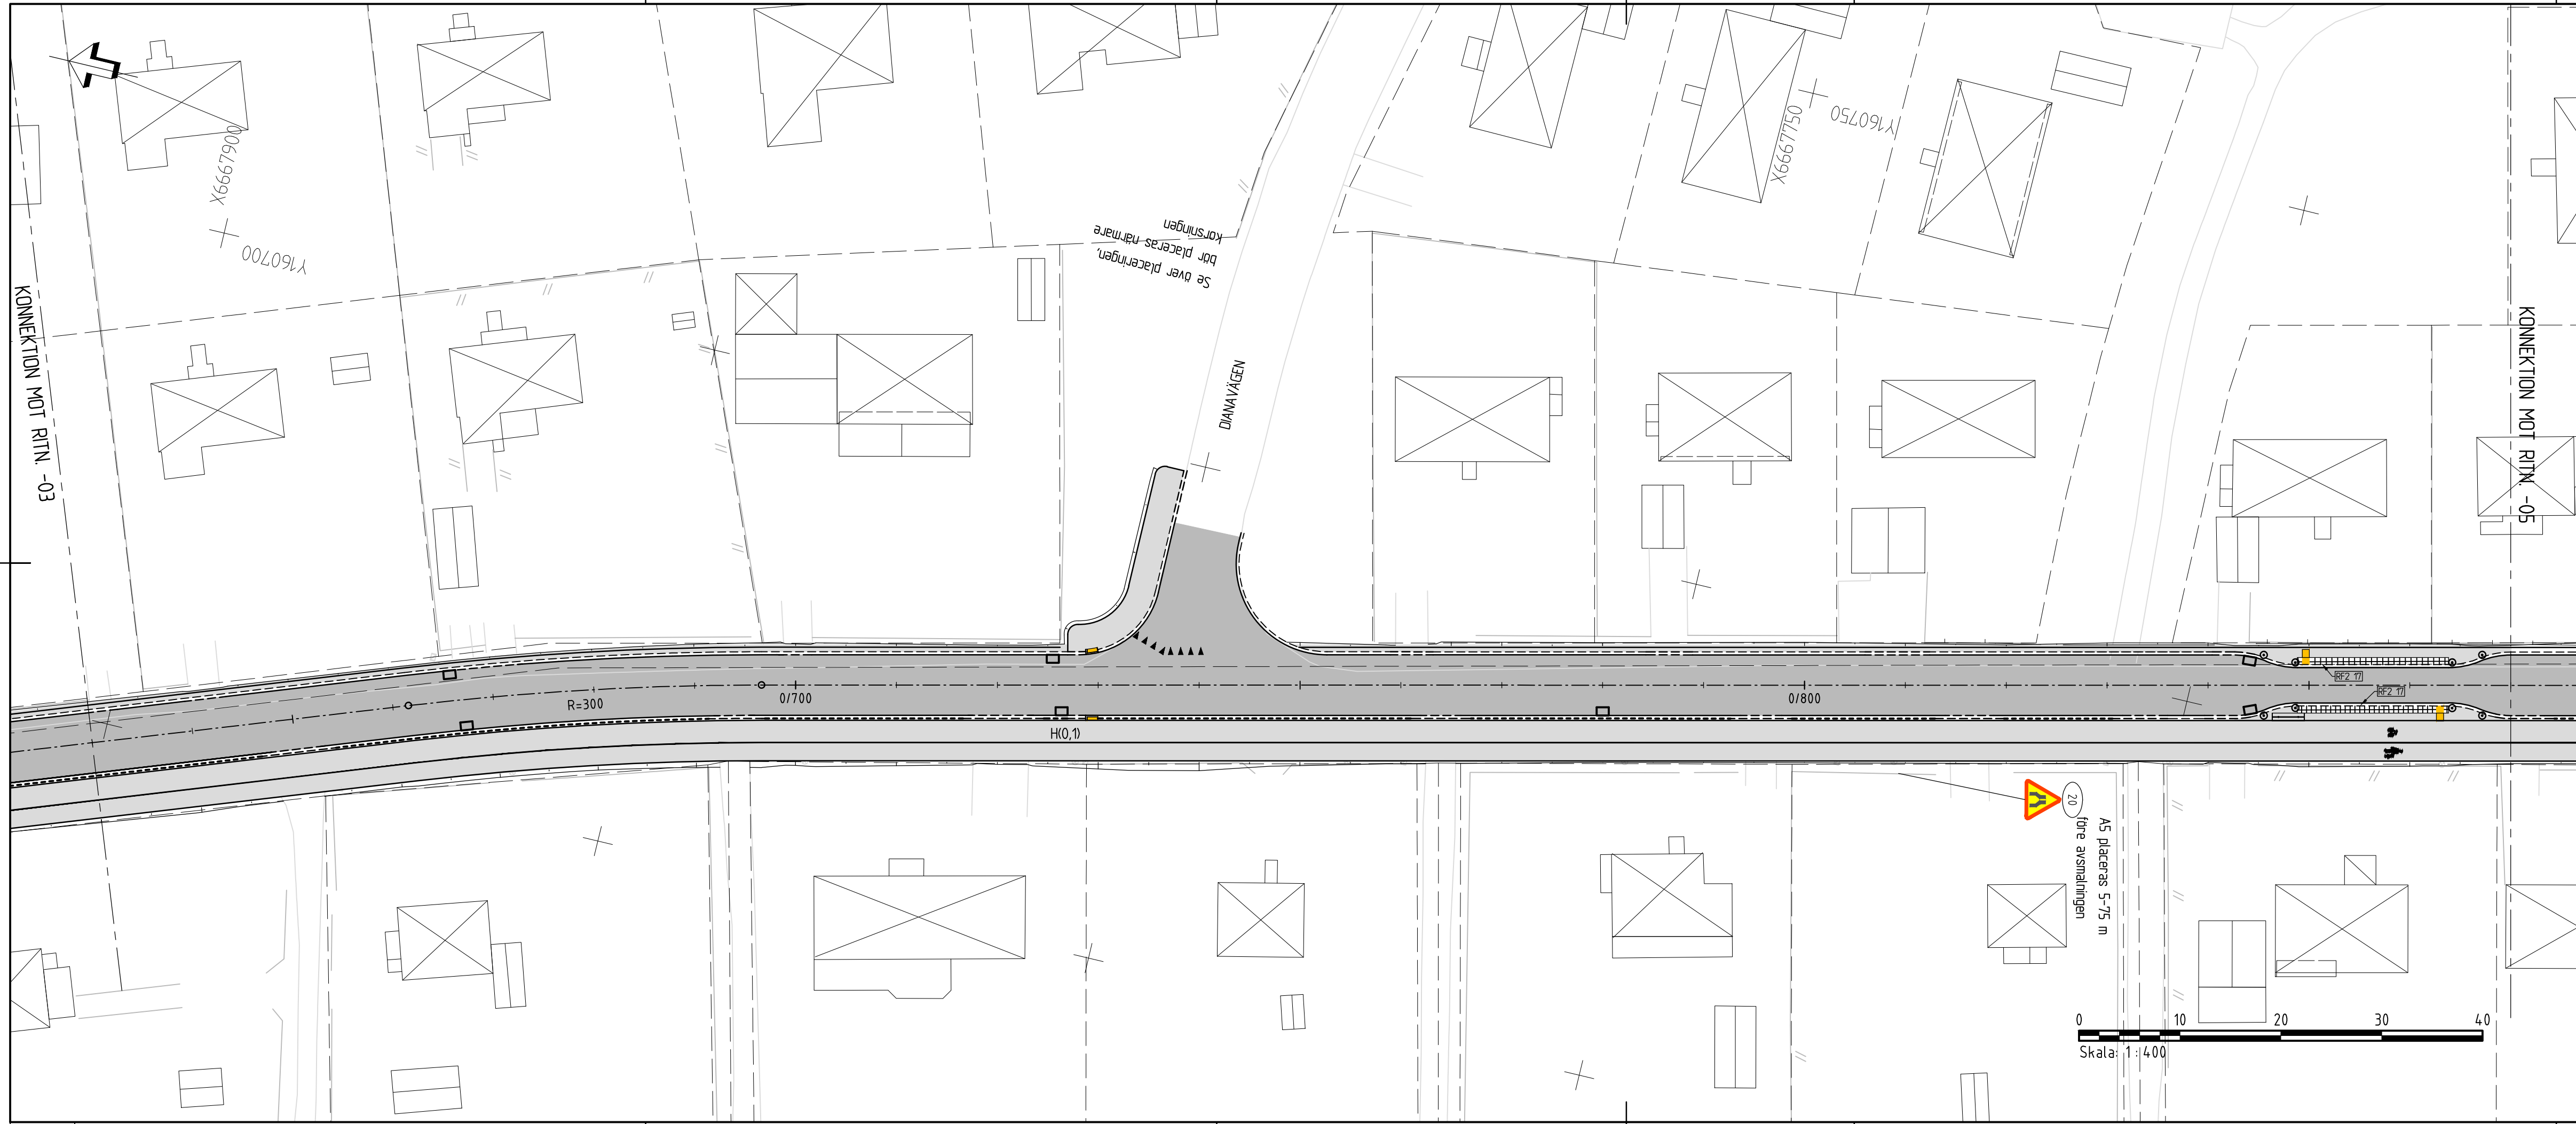 X6667900
Y160700
X6667750
Y160750
KONNEKTION MOT RITN. -03
Se över placeringen,
bör placeras närmare
korsningen
DIANAVÄGEN
KONNEKTION MOT RITN. -05
R=300
0/700
0/800
RF2 17
RF2 17
H(0,1)
20
A5 placeras 5-75 m
före avsmalningen
0 10 20 30 40
Skala: 1 : 400